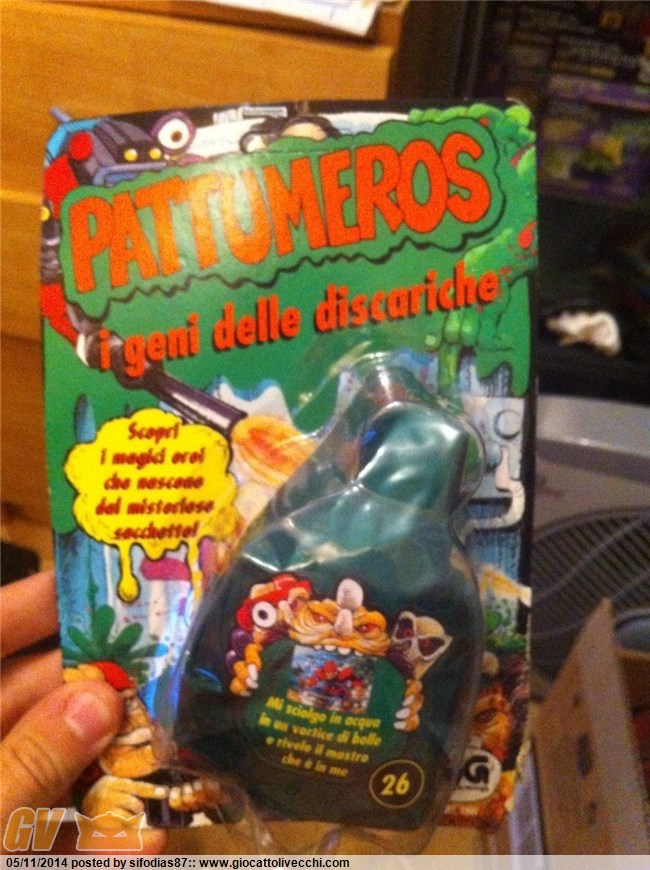 PATTUMEROS
i geni delle discariche
Scopri
i magici eroi
che nascono
dal misterioso
sacchetto!
Mi sciolgo in acqua
in un vortice di bolle
e rivelo il mostro
che è in me
26
G
GV
05/11/2014 posted by sifodias87:: www.giocattolivecchi.com